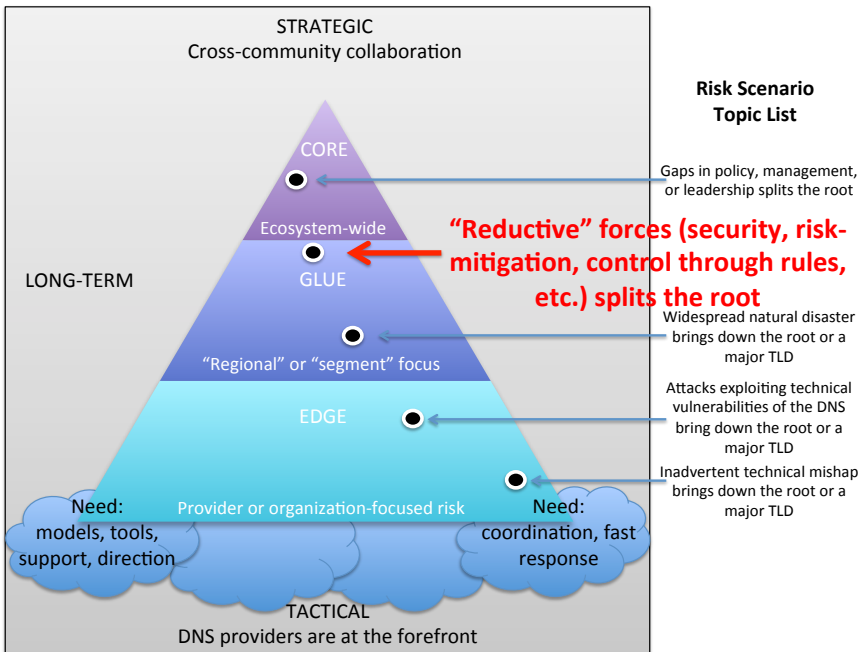 STRATEGIC
Cross-community collaboration
Risk Scenario
Topic List
CORE
Gaps in policy, management,
or leadership splits the root
Ecosystem-wide
“Reductive” forces (security, risk-
mitigation, control through rules,
etc.) splits the root
LONG-TERM
GLUE
Widespread natural disaster
brings down the root or a
major TLD
“Regional” or “segment” focus
Attacks exploiting technical
vulnerabilities of the DNS
bring down the root or a
major TLD
EDGE
Inadvertent technical mishap
brings down the root or a
major TLD
Need:
models, tools,
support, direction
Provider or organization-focused risk
Need:
coordination, fast
response
TACTICAL
DNS providers are at the forefront